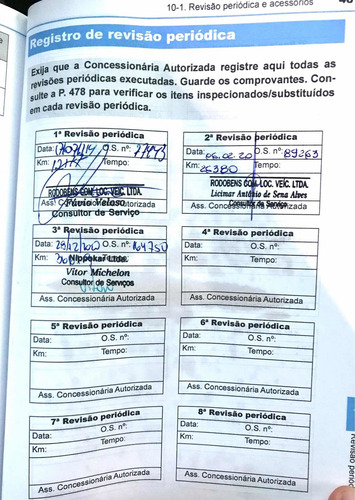 10-1. Revisão periódica e acessórios
Registro de revisão periódica
Exija que a Concessionária Autorizada registre aqui todas as
revisões periódicas executadas. Guarde os comprovantes. Con-
sulte a P. 478 para verificar os itens inspecionados/substituídos
em cada revisão periódica.
1ª Revisão periódica
Data: O.S. nº:
Km: Tempo:
RODOBENS COM. LOC. VEIC. LTDA.
Flávio Veloso
Consultor de Serviço
Ass. Concessionária Autorizada
2ª Revisão periódica
Data: 06.02.20 O.S. nº: 89263
Km: 26380 Tempo:
RODOBENS COM. LOC. VEÍC. LTDA.
Licimar Antônio de Sena Alves
Consultor de Serviço
Ass. Concessionária Autorizada
3ª Revisão periódica
Data: O.S. nº: 164750
Km: Tempo:
Nipokar Ltda.
Vitor Michelon
Consultor de Serviços
Ass. Concessionária Autorizada
4ª Revisão periódica
Data: O.S. nº:
Km: Tempo:
Ass. Concessionária Autorizada
5ª Revisão periódica
Data: O.S. nº:
Km: Tempo:
Ass. Concessionária Autorizada
6ª Revisão periódica
Data: O.S. nº:
Km: Tempo:
Ass. Concessionária Autorizada
7ª Revisão periódica
Data: O.S. nº:
Km: Tempo:
Ass. Concessionária Autorizada
8ª Revisão periódica
Data: O.S. nº:
Km: Tempo:
Ass. Concessionária Autorizada